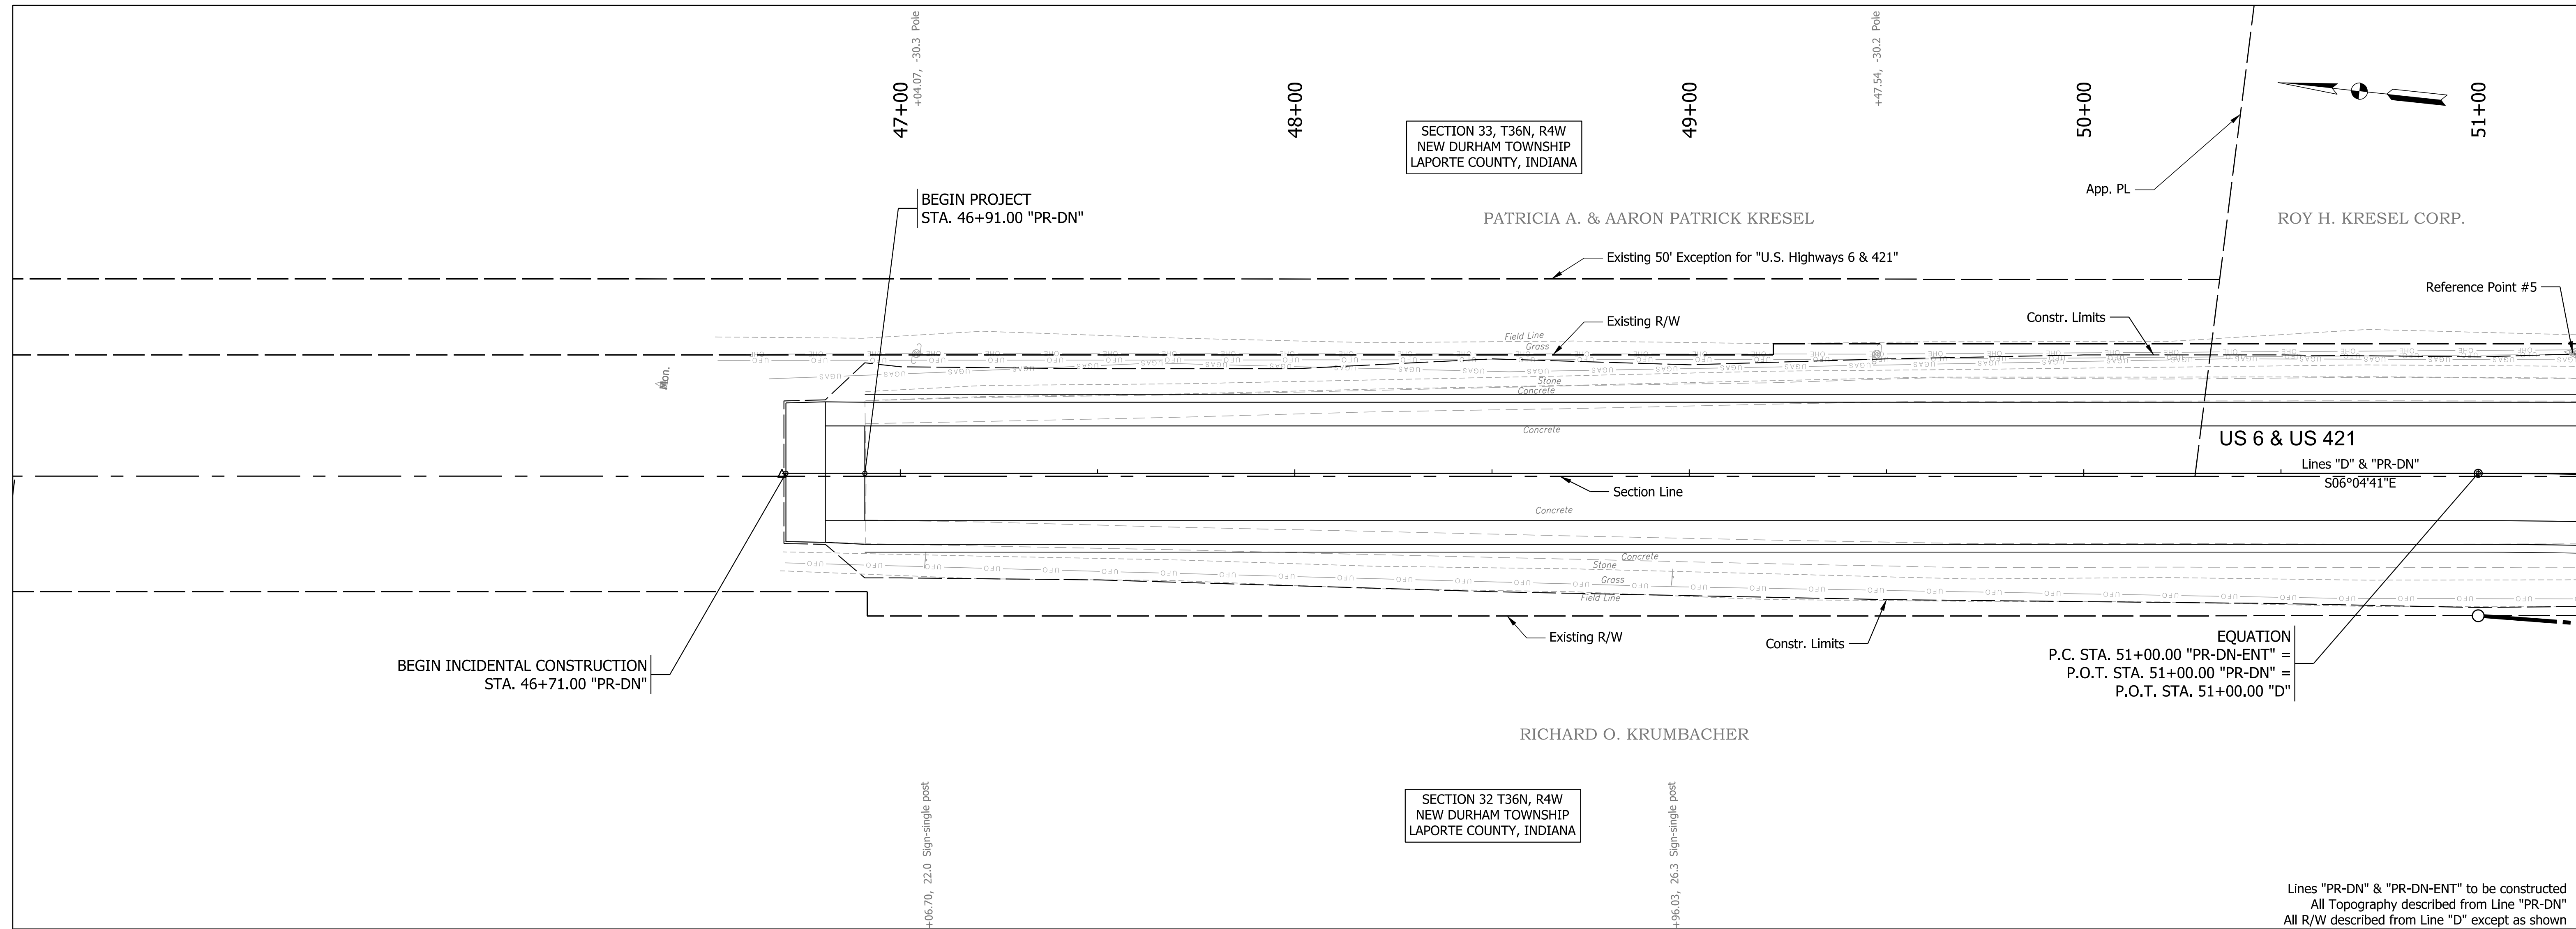 +04.07, -30.3 Pole
+47.54, -30.2 Pole
47+00
48+00
49+00
50+00
51+00
SECTION 33, T36N, R4W
NEW DURHAM TOWNSHIP
LAPORTE COUNTY, INDIANA
App. PL
BEGIN PROJECT
STA. 46+91.00 "PR-DN"
PATRICIA A. & AARON PATRICK KRESEL
ROY H. KRESEL CORP.
Existing 50' Exception for "U.S. Highways 6 & 421"
Reference Point #5
Existing R/W
Constr. Limits
Field Line
Grass
Mon.
Stone
Concrete
Concrete
US 6 & US 421
Lines "D" & "PR-DN"
S06°04'41"E
Section Line
Concrete
Concrete
Stone
Grass
Field Line
Existing R/W
Constr. Limits
EQUATION
P.C. STA. 51+00.00 "PR-DN-ENT" =
P.O.T. STA. 51+00.00 "PR-DN" =
P.O.T. STA. 51+00.00 "D"
BEGIN INCIDENTAL CONSTRUCTION
STA. 46+71.00 "PR-DN"
RICHARD O. KRUMBACHER
+06.70, 22.0 Sign-single post
+96.03, 26.3 Sign-single post
SECTION 32 T36N, R4W
NEW DURHAM TOWNSHIP
LAPORTE COUNTY, INDIANA
Lines "PR-DN" & "PR-DN-ENT" to be constructed
All Topography described from Line "PR-DN"
All R/W described from Line "D" except as shown